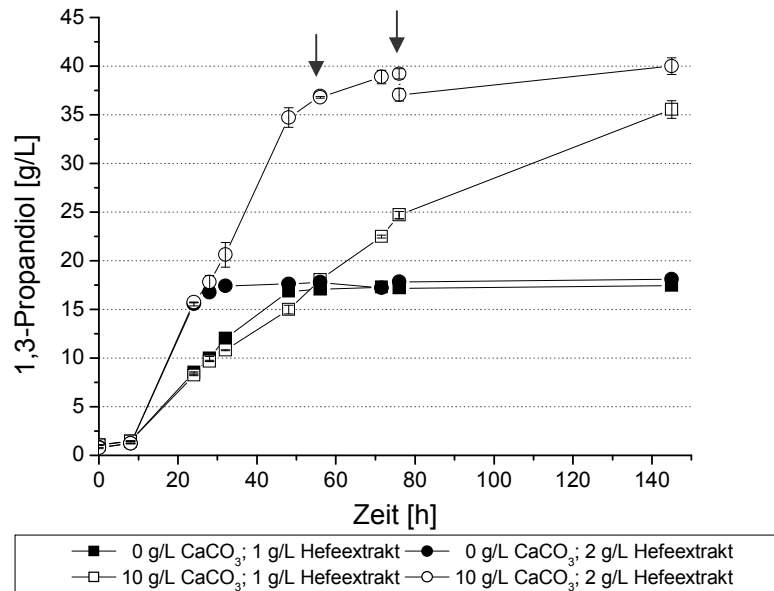 45
40
35
30
25
20
15
10
5
0
1,3-Propandiol [g/L]
0 20 40 60 80 100 120 140
Zeit [h]
0 g/L CaCO₃; 1 g/L Hefeextrakt 0 g/L CaCO₃; 2 g/L Hefeextrakt
10 g/L CaCO₃; 1 g/L Hefeextrakt 10 g/L CaCO₃; 2 g/L Hefeextrakt